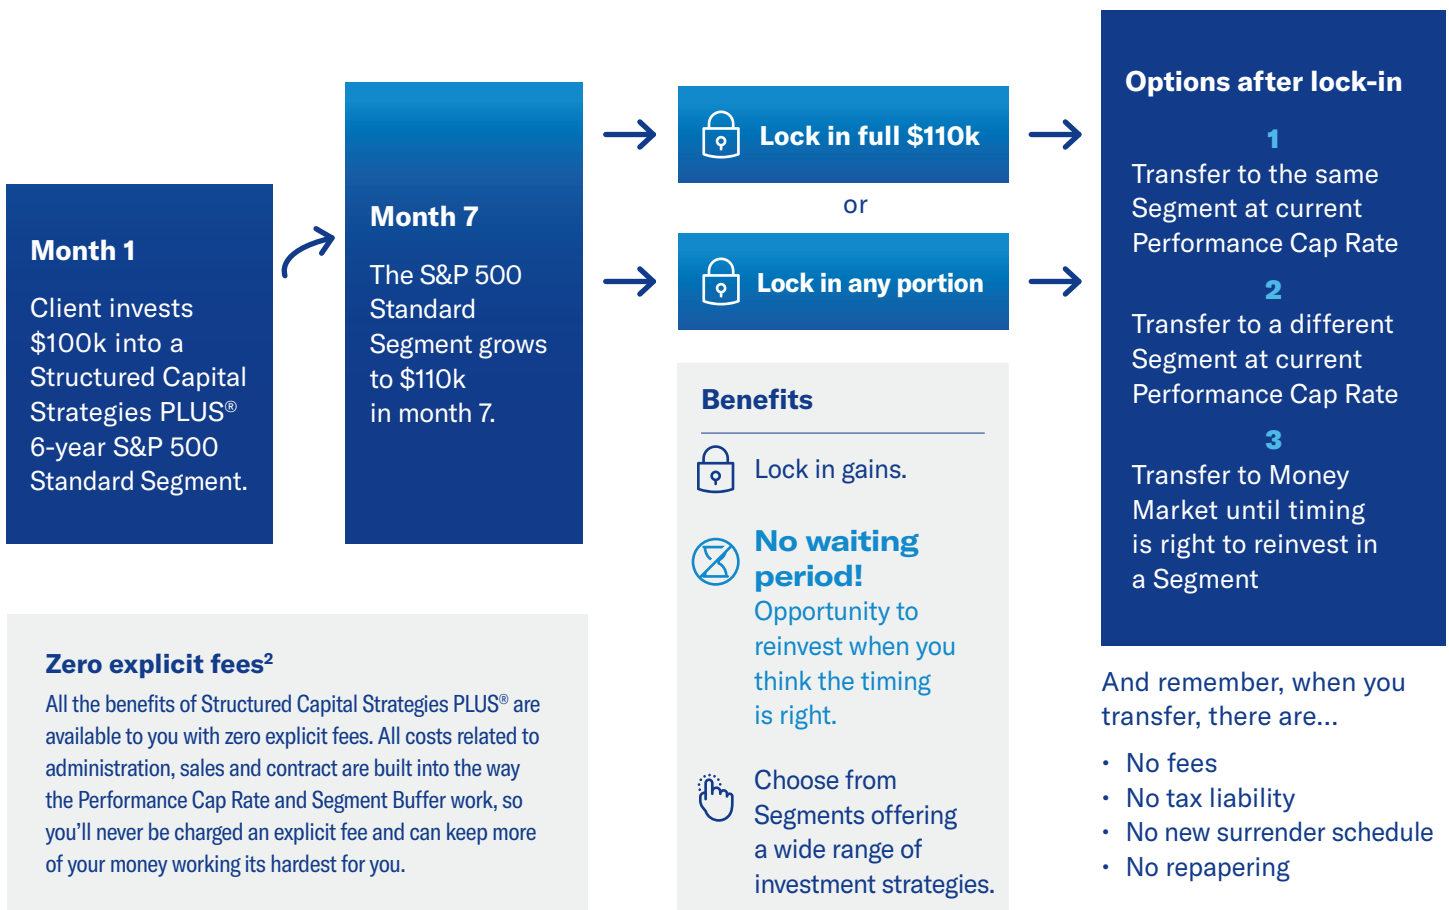 Month 1
Client invests
$100k into a
Structured Capital
Strategies PLUS®
6-year S&P 500
Standard Segment.
Month 7
The S&P 500
Standard
Segment grows
to $110k
in month 7.
Lock in full $110k
or
Lock in any portion
Options after lock-in
1
Transfer to the same
Segment at current
Performance Cap Rate
2
Transfer to a different
Segment at current
Performance Cap Rate
3
Transfer to Money
Market until timing
is right to reinvest in
a Segment
Benefits
Lock in gains.
No waiting
period!
Opportunity to
reinvest when you
think the timing
is right.
Choose from
Segments offering
a wide range of
investment strategies.
Zero explicit fees²
All the benefits of Structured Capital Strategies PLUS® are
available to you with zero explicit fees. All costs related to
administration, sales and contract are built into the way
the Performance Cap Rate and Segment Buffer work, so
you’ll never be charged an explicit fee and can keep more
of your money working its hardest for you.
And remember, when you
transfer, there are...
• No fees
• No tax liability
• No new surrender schedule
• No repapering